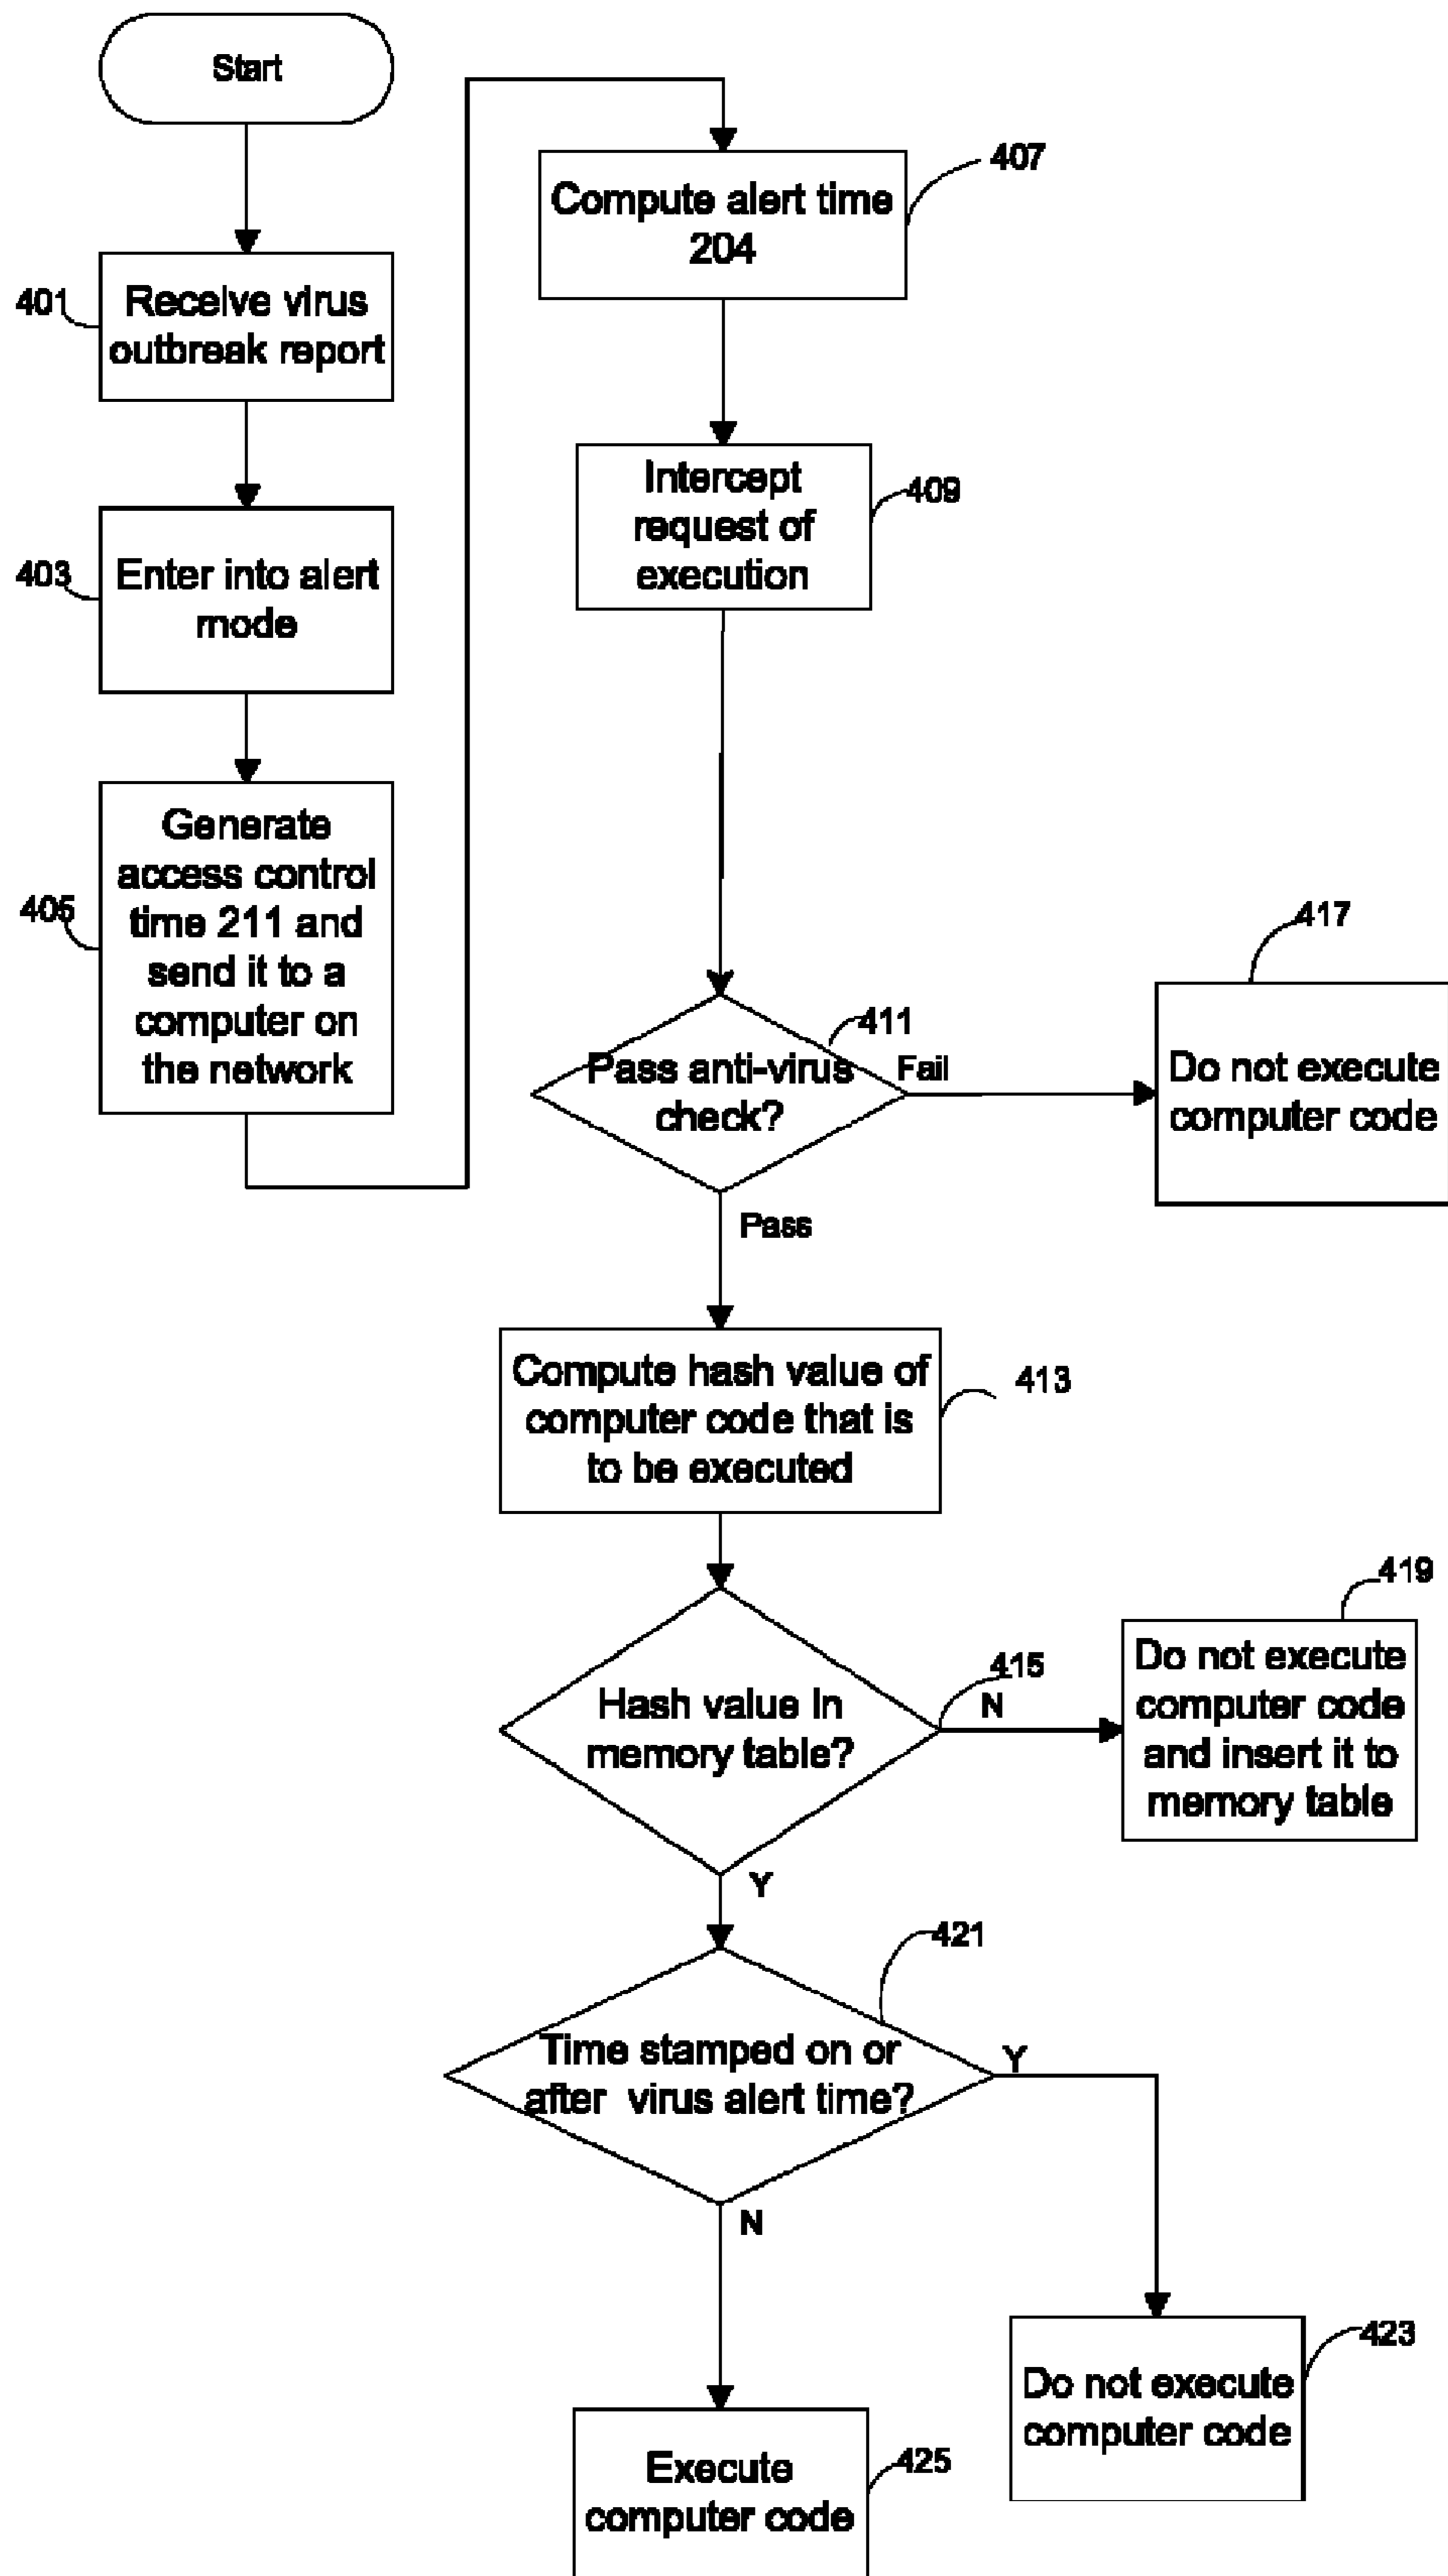 Start
401
Receive virus
outbreak report
403
Enter into alert
mode
405
Generate
access control
time 211 and
send it to a
computer on
the network
407
Compute alert time
204
Intercept
request of
execution
409
411
Pass anti-virus
check?
Fail
417
Do not execute
computer code
Pass
Compute hash value of
computer code that is
to be executed
413
Hash value in
memory table?
415
N
419
Do not execute
computer code
and insert it to
memory table
Y
421
Time stamped on or
after virus alert time?
Y
N
423
Do not execute
computer code
Execute
computer code
425